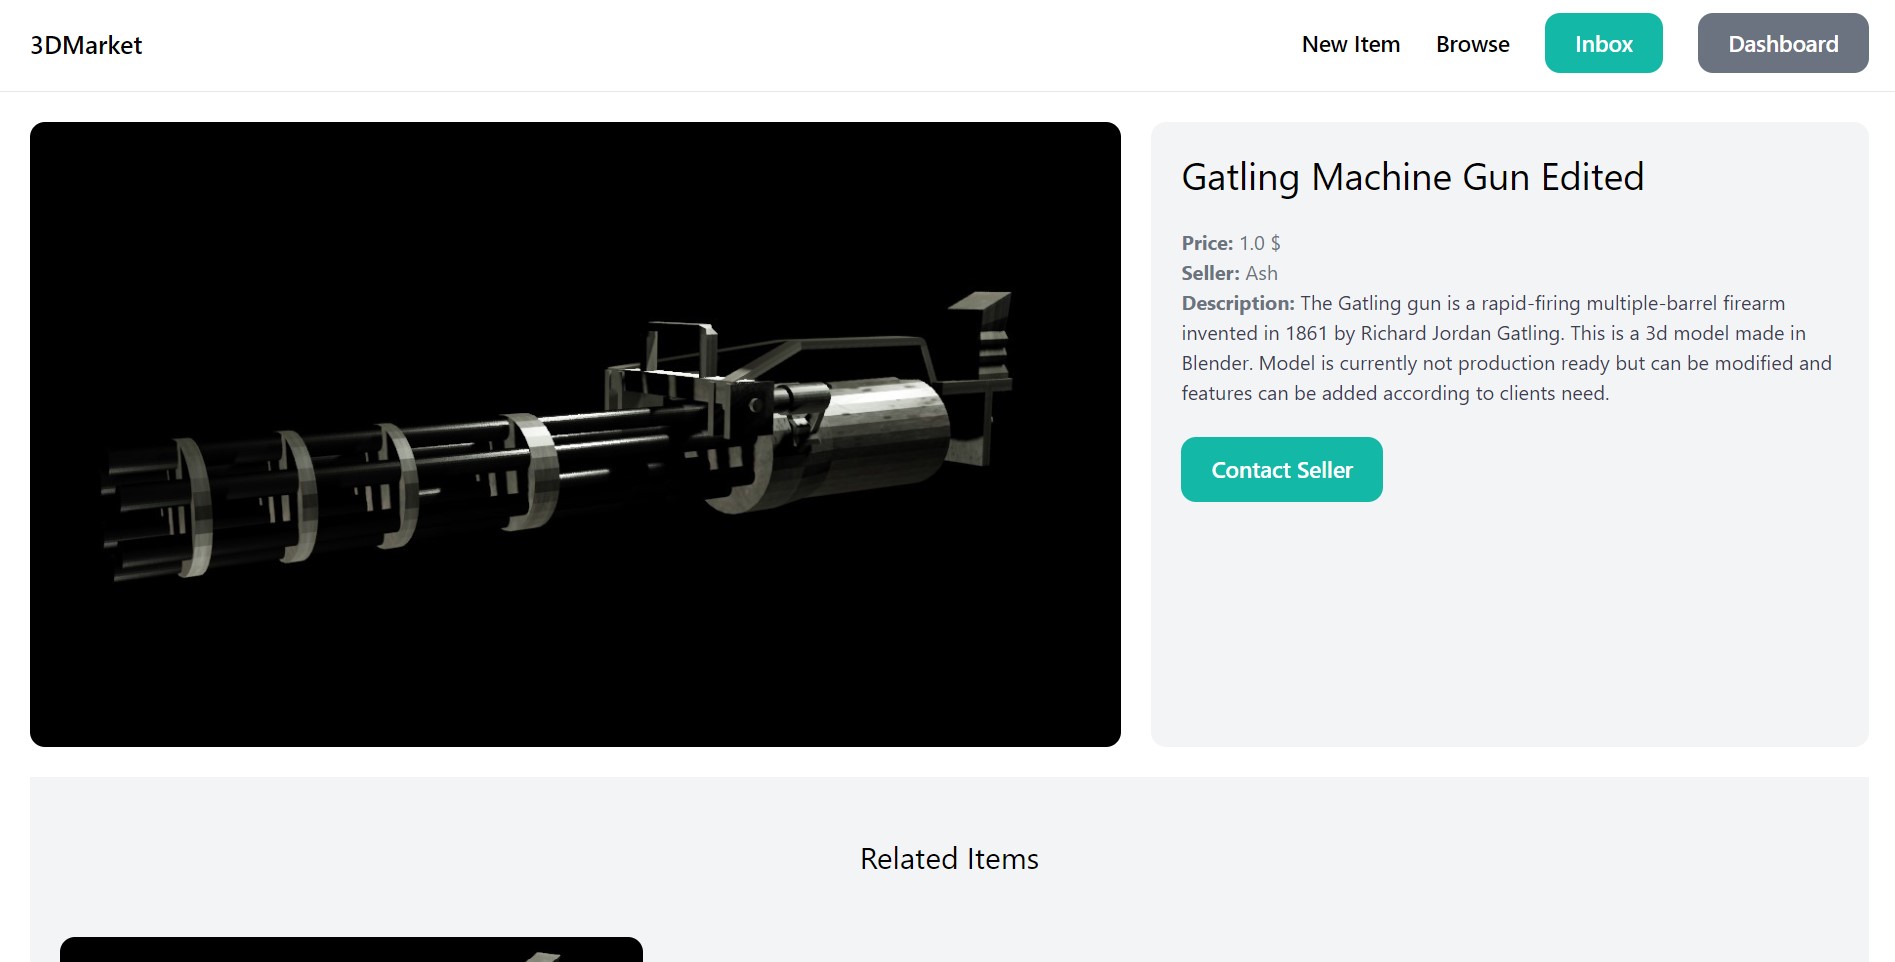 3DMarket
New Item
Browse
Inbox
Dashboard
Gatling Machine Gun Edited
Price: 1.0 $
Seller: Ash
Description: The Gatling gun is a rapid-firing multiple-barrel firearm
invented in 1861 by Richard Jordan Gatling. This is a 3d model made in
Blender. Model is currently not production ready but can be modified and
features can be added according to clients need.
Contact Seller
Related Items